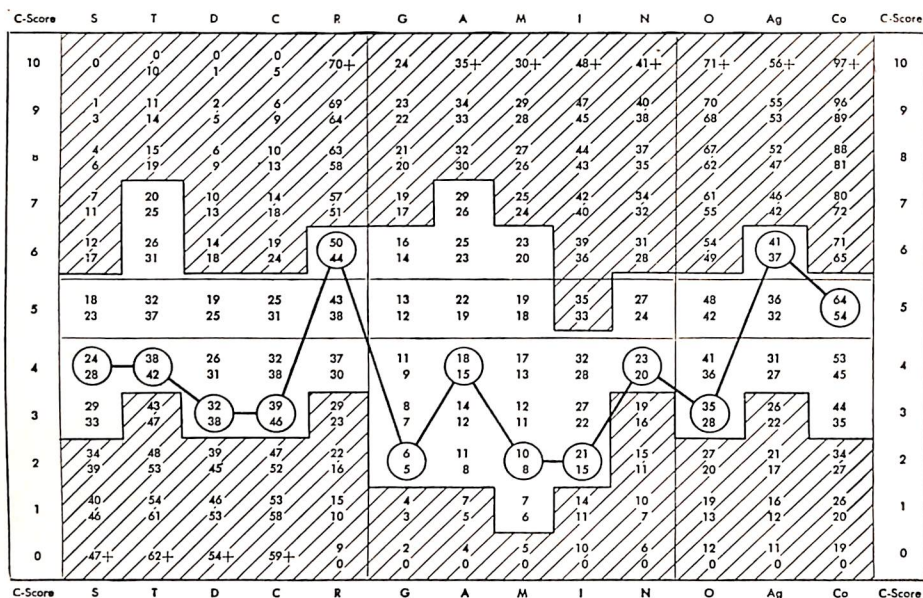 C-Score S T D C R G A M I N O Ag Co C-Score
10 0 0 0 0 70+ 24 35+ 30+ 48+ 41+ 71+ 56+ 97+ 10
10 1 5
9 1 11 2 6 69 23 34 29 47 40 70 55 96 9
3 14 5 9 64 22 33 28 45 38 68 53 89
8 4 15 6 10 63 21 32 27 44 37 67 52 88 8
6 19 9 13 58 20 30 26 43 35 62 47 81
7 7 20 10 14 57 19 29 25 42 34 61 46 80 7
11 25 13 18 51 17 26 24 40 32 55 42 72
6 12 26 14 19 50 16 25 23 39 31 54 41 71 6
17 31 18 24 44 14 23 20 36 28 49 37 65
5 18 32 19 25 43 13 22 19 35 27 48 36 64 5
23 37 25 31 38 12 19 18 33 24 42 32 54
4 24 38 26 32 37 11 18 17 32 23 41 31 53 4
28 42 31 38 30 9 15 13 28 20 36 27 45
3 29 43 32 39 29 8 14 12 27 19 35 26 44 3
33 47 38 46 23 7 12 11 22 16 28 22 35
2 34 48 39 47 22 6 11 10 21 15 27 21 34 2
39 53 45 52 16 5 8 8 15 11 20 17 27
1 40 54 46 53 15 4 7 7 14 10 19 16 26 1
46 61 53 58 10 3 5 6 11 7 13 12 20
0 47+ 62+ 54+ 59+ 9 2 4 5 10 6 12 11 19 0
0 0 0 0 0 0 0 0 0
C-Score S T D C R G A M I N O Ag Co C-Score